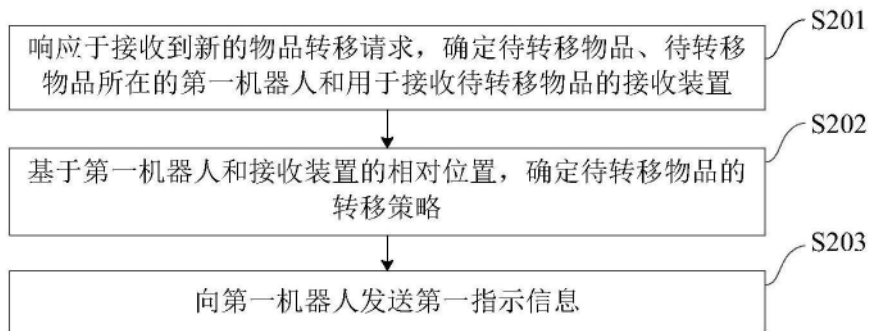 S201
响应于接收到新的物品转移请求，确定待转移物品、待转移
物品所在的第一机器人和用于接收待转移物品的接收装置
S202
基于第一机器人和接收装置的相对位置，确定待转移物品的
转移策略
S203
向第一机器人发送第一指示信息